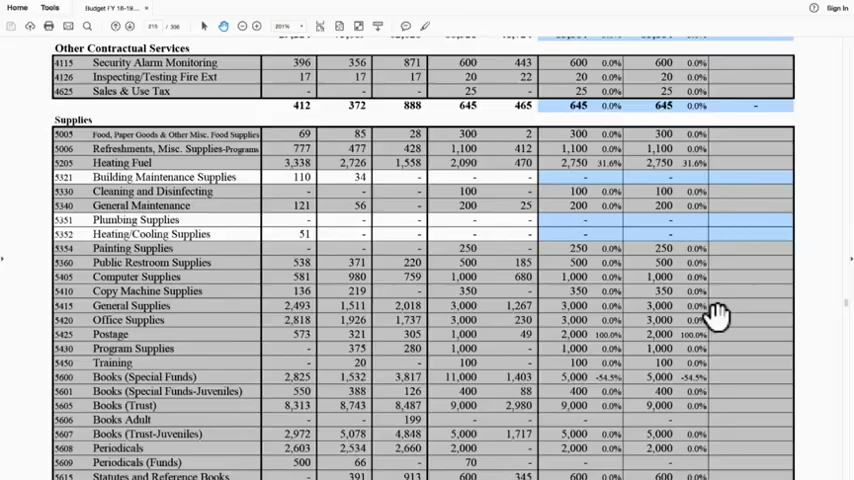 Home Tools Budget FY 18-19... × Sign In
215 / 306 201%
Other Contractual Services
4115 Security Alarm Monitoring 396 356 871 600 443 600 0.0% 600 0.0%
4126 Inspecting/Testing Fire Ext 17 17 17 20 22 20 0.0% 20 0.0%
4625 Sales & Use Tax - - - 25 - 25 0.0% 25 0.0%
412 372 888 645 465 645 0.0% 645 0.0% -
Supplies
5005 Food, Paper Goods & Other Misc. Food Supplies 69 85 28 300 2 300 0.0% 300 0.0%
5006 Refreshments, Misc. Supplies-Programs 777 477 428 1,100 412 1,100 0.0% 1,100 0.0%
5205 Heating Fuel 3,338 2,726 1,558 2,090 470 2,750 31.6% 2,750 31.6%
5321 Building Maintenance Supplies 110 34 - - - - -
5330 Cleaning and Disinfecting - - - 100 - 100 0.0% 100 0.0%
5340 General Maintenance 121 56 - 200 25 200 0.0% 200 0.0%
5351 Plumbing Supplies - - - - - - -
5352 Heating/Cooling Supplies 51 - - - - - -
5354 Painting Supplies - - - 250 - 250 0.0% 250 0.0%
5360 Public Restroom Supplies 538 371 220 500 185 500 0.0% 500 0.0%
5405 Computer Supplies 581 980 759 1,000 680 1,000 0.0% 1,000 0.0%
5410 Copy Machine Supplies 136 219 - 350 - 350 0.0% 350 0.0%
5415 General Supplies 2,493 1,511 2,018 3,000 1,267 3,000 0.0% 3,000 0.0%
5420 Office Supplies 2,818 1,926 1,737 3,000 230 3,000 0.0% 3,000 0.0%
5425 Postage 573 321 305 1,000 49 2,000 100.0% 2,000 100.0%
5430 Program Supplies - 375 280 1,000 - 1,000 0.0% 1,000 0.0%
5450 Training - 20 - 100 - 100 0.0% 100 0.0%
5600 Books (Special Funds) 2,825 1,532 3,817 11,000 1,403 5,000 -54.5% 5,000 -54.5%
5601 Books (Special Funds-Juveniles) 550 388 126 400 88 400 0.0% 400 0.0%
5605 Books (Trust) 8,313 8,743 8,487 9,000 2,980 9,000 0.0% 9,000 0.0%
5606 Books Adult - - 199 - - - -
5607 Books (Trust-Juveniles) 2,972 5,078 4,848 5,000 1,717 5,000 0.0% 5,000 0.0%
5608 Periodicals 2,603 2,534 2,660 2,000 - 2,000 0.0% 2,000 0.0%
5609 Periodicals (Funds) 500 66 - 70 - - -
5615 Statutes and Reference Books - 391 913 600 345 600 0.0% 600 0.0%